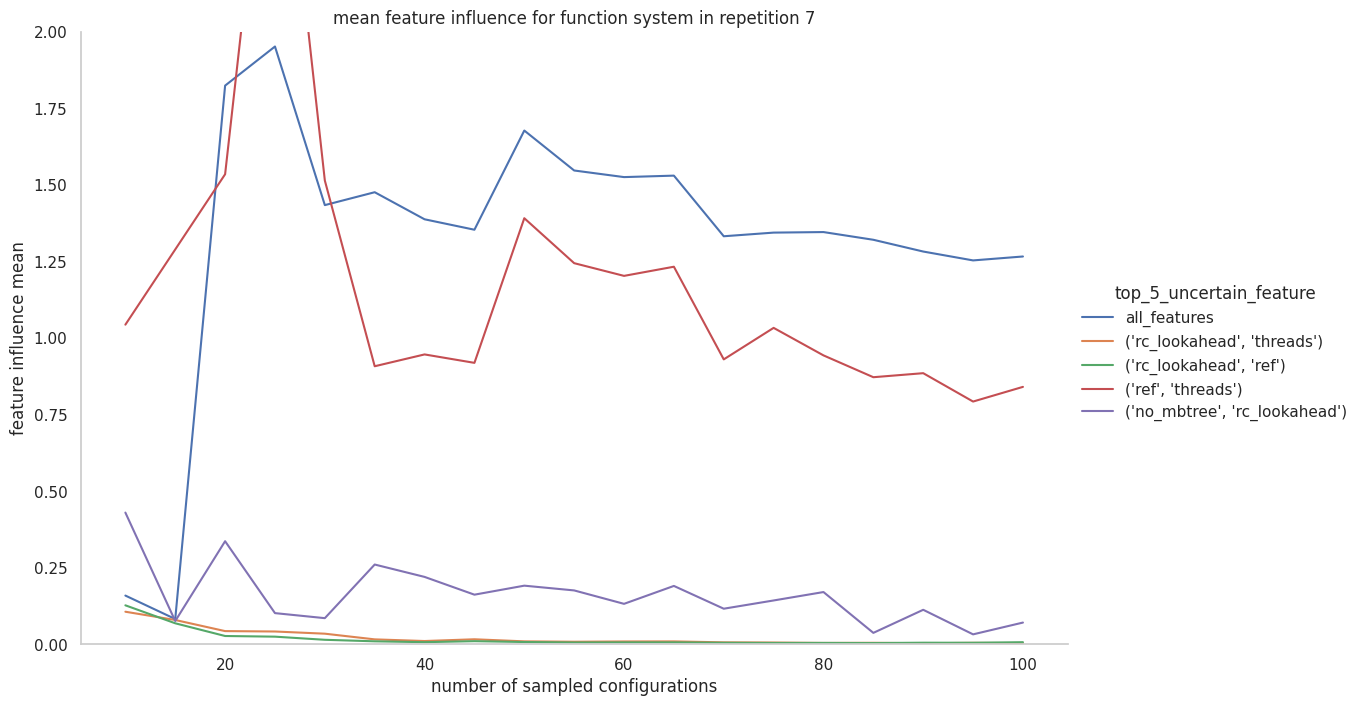 mean feature influence for function system in repetition 7
2.00
1.75
1.50
1.25
1.00
0.75
0.50
0.25
0.00
feature influence mean
20
40
60
80
100
number of sampled configurations
top_5_uncertain_feature
all_features
('rc_lookahead', 'threads')
('rc_lookahead', 'ref')
('ref', 'threads')
('no_mbtree', 'rc_lookahead')